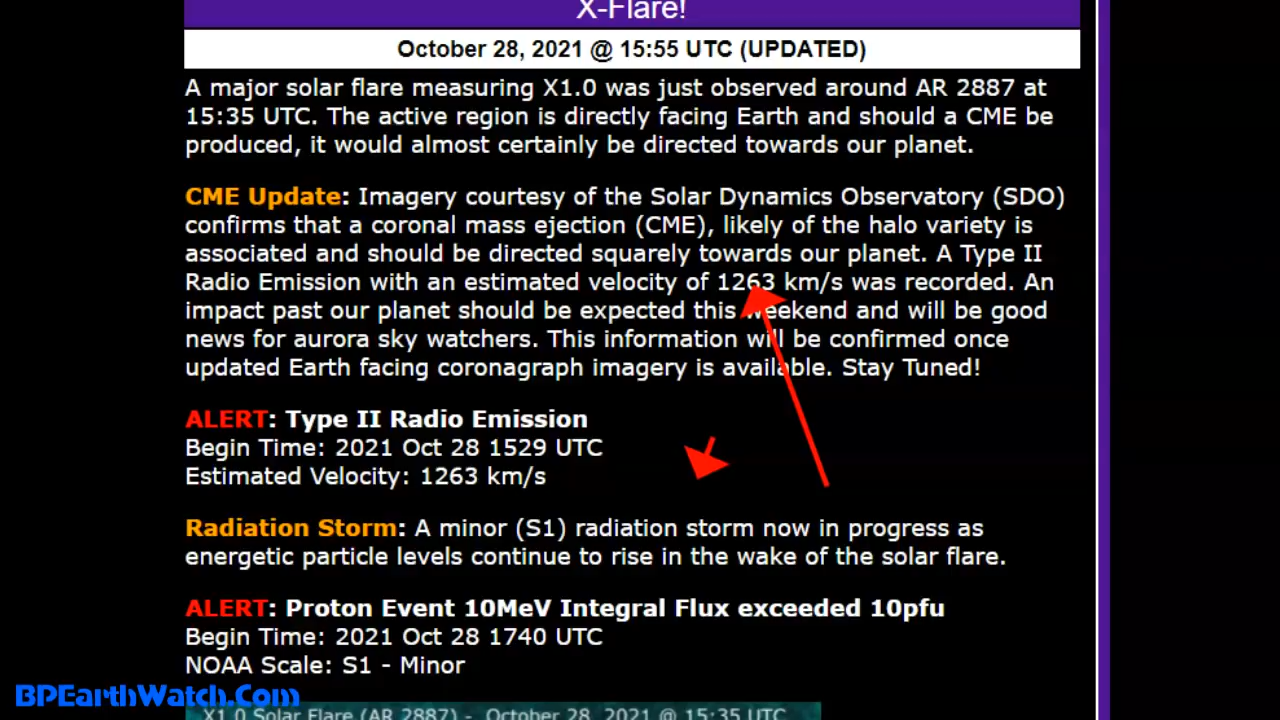 X-Flare!
October 28, 2021 @ 15:55 UTC (UPDATED)
A major solar flare measuring X1.0 was just observed around AR 2887 at
15:35 UTC. The active region is directly facing Earth and should a CME be
produced, it would almost certainly be directed towards our planet.
CME Update: Imagery courtesy of the Solar Dynamics Observatory (SDO)
confirms that a coronal mass ejection (CME), likely of the halo variety is
associated and should be directed squarely towards our planet. A Type II
Radio Emission with an estimated velocity of 1263 km/s was recorded. An
impact past our planet should be expected this weekend and will be good
news for aurora sky watchers. This information will be confirmed once
updated Earth facing coronagraph imagery is available. Stay Tuned!
ALERT: Type II Radio Emission
Begin Time: 2021 Oct 28 1529 UTC
Estimated Velocity: 1263 km/s
Radiation Storm: A minor (S1) radiation storm now in progress as
energetic particle levels continue to rise in the wake of the solar flare.
ALERT: Proton Event 10MeV Integral Flux exceeded 10pfu
Begin Time: 2021 Oct 28 1740 UTC
NOAA Scale: S1 - Minor
BPEarthWatch.Com
X1.0 Solar Flare (AR 2887) - October 28, 2021 @ 15:35 UTC